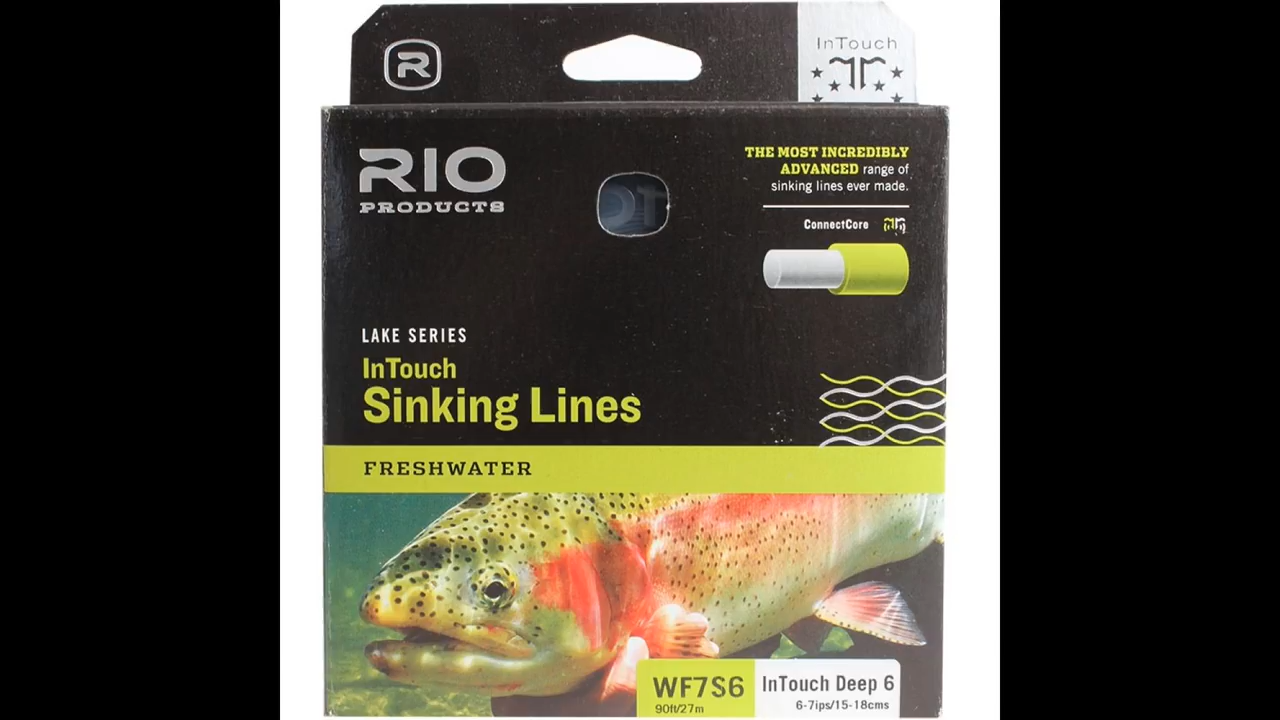 R
InTouch
RIO
PRODUCTS
THE MOST INCREDIBLY
ADVANCED range of
sinking lines ever made.
ConnectCore
LAKE SERIES
InTouch
Sinking Lines
FRESHWATER
WF7S6
90ft/27m
InTouch Deep 6
6-7ips/15-18cms